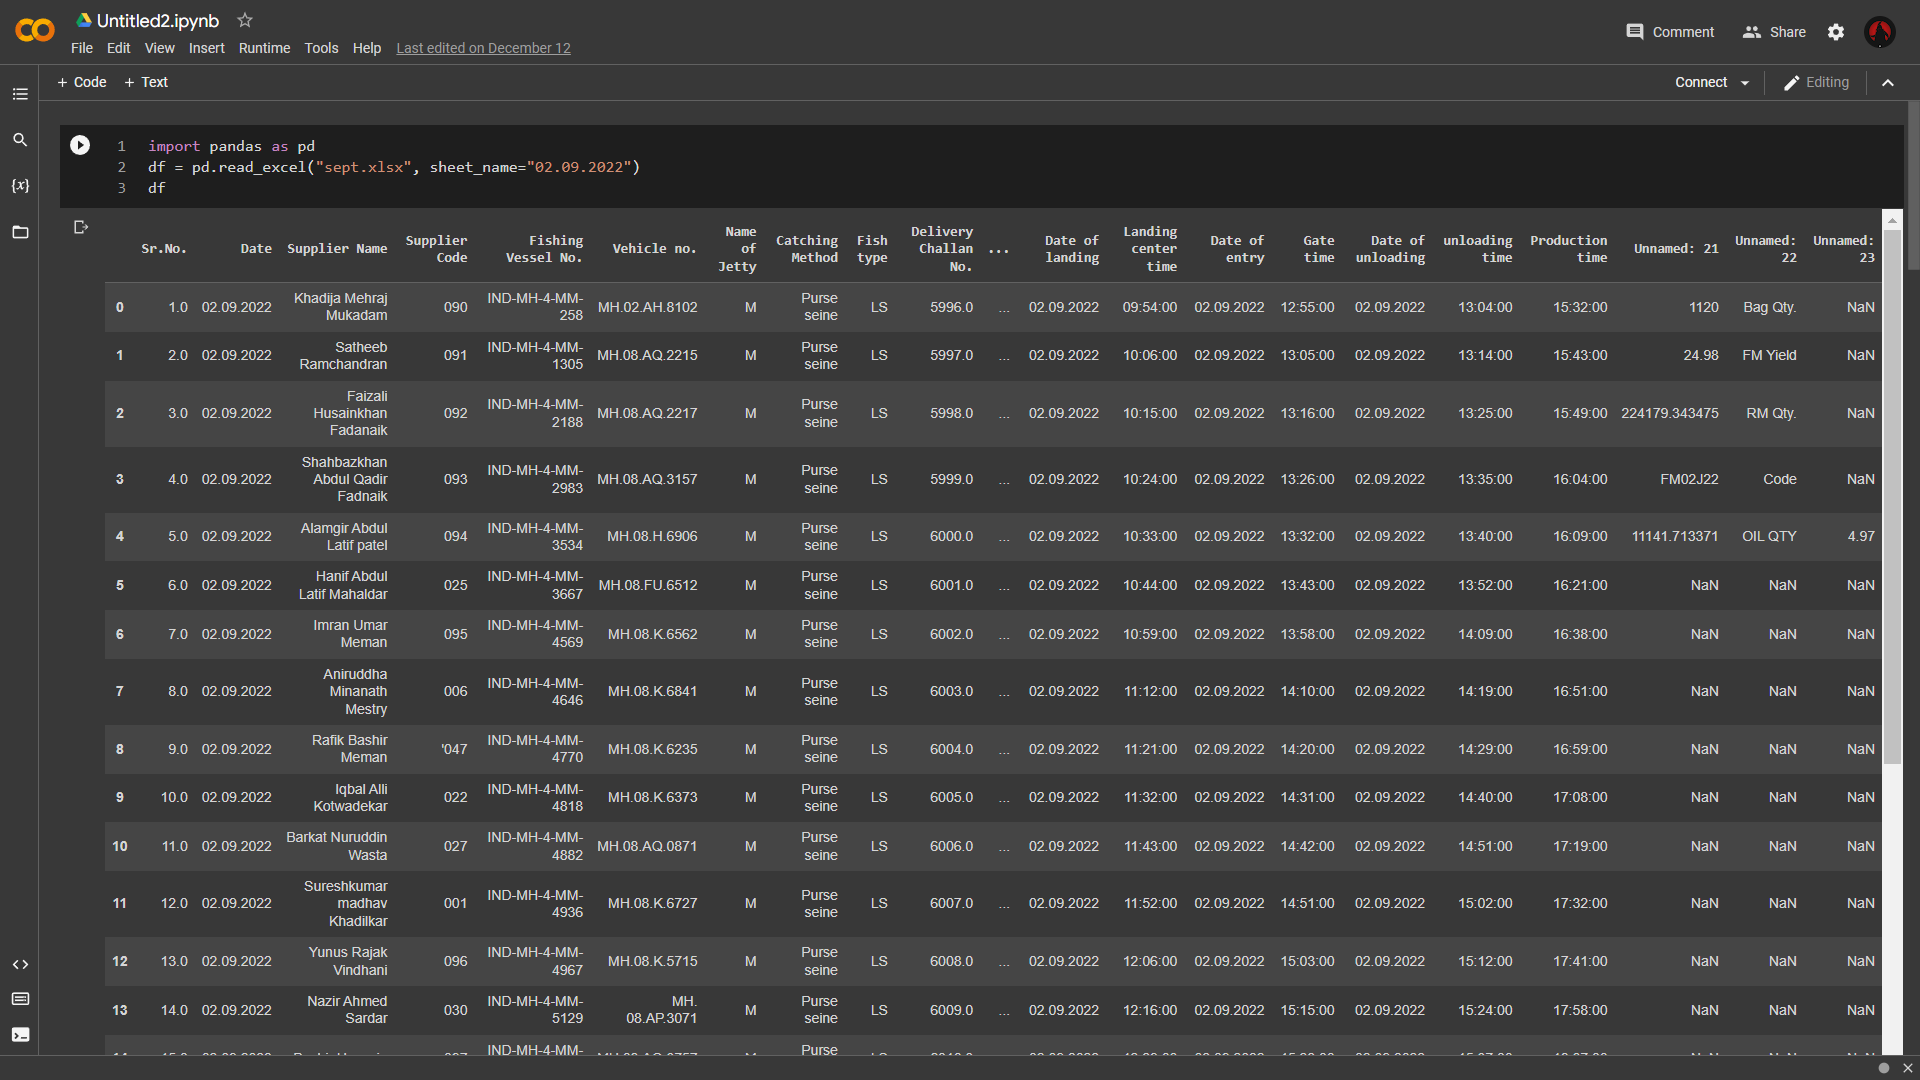 Untitled2.ipynb
File Edit View Insert Runtime Tools Help Last edited on December 12
Comment Share
+ Code + Text
Connect Editing
1 import pandas as pd
2 df = pd.read_excel("sept.xlsx", sheet_name="02.09.2022")
3 df
{x}
Sr.No. Date Supplier Name Supplier Code Fishing Vessel No. Vehicle no. Name of Jetty Catching Method Fish type Delivery Challan No. ... Date of landing Landing center time Date of entry Gate time Date of unloading unloading time Production time Unnamed: 21 Unnamed: 22 Unnamed: 23
0 1.0 02.09.2022 Khadija Mehraj Mukadam 090 IND-MH-4-MM-258 MH.02.AH.8102 M Purse seine LS 5996.0 ... 02.09.2022 09:54:00 02.09.2022 12:55:00 02.09.2022 13:04:00 15:32:00 1120 Bag Qty. NaN
1 2.0 02.09.2022 Satheeb Ramchandran 091 IND-MH-4-MM-1305 MH.08.AQ.2215 M Purse seine LS 5997.0 ... 02.09.2022 10:06:00 02.09.2022 13:05:00 02.09.2022 13:14:00 15:43:00 24.98 FM Yield NaN
2 3.0 02.09.2022 Faizali Husainkhan Fadanaik 092 IND-MH-4-MM-2188 MH.08.AQ.2217 M Purse seine LS 5998.0 ... 02.09.2022 10:15:00 02.09.2022 13:16:00 02.09.2022 13:25:00 15:49:00 224179.343475 RM Qty. NaN
3 4.0 02.09.2022 Shahbazkhan Abdul Qadir Fadnaik 093 IND-MH-4-MM-2983 MH.08.AQ.3157 M Purse seine LS 5999.0 ... 02.09.2022 10:24:00 02.09.2022 13:26:00 02.09.2022 13:35:00 16:04:00 FM02J22 Code NaN
4 5.0 02.09.2022 Alamgir Abdul Latif patel 094 IND-MH-4-MM-3534 MH.08.H.6906 M Purse seine LS 6000.0 ... 02.09.2022 10:33:00 02.09.2022 13:32:00 02.09.2022 13:40:00 16:09:00 11141.713371 OIL QTY 4.97
5 6.0 02.09.2022 Hanif Abdul Latif Mahaldar 025 IND-MH-4-MM-3667 MH.08.FU.6512 M Purse seine LS 6001.0 ... 02.09.2022 10:44:00 02.09.2022 13:43:00 02.09.2022 13:52:00 16:21:00 NaN NaN NaN
6 7.0 02.09.2022 Imran Umar Meman 095 IND-MH-4-MM-4569 MH.08.K.6562 M Purse seine LS 6002.0 ... 02.09.2022 10:59:00 02.09.2022 13:58:00 02.09.2022 14:09:00 16:38:00 NaN NaN NaN
7 8.0 02.09.2022 Aniruddha Minanath Mestry 006 IND-MH-4-MM-4646 MH.08.K.6841 M Purse seine LS 6003.0 ... 02.09.2022 11:12:00 02.09.2022 14:10:00 02.09.2022 14:19:00 16:51:00 NaN NaN NaN
8 9.0 02.09.2022 Rafik Bashir Meman '047 IND-MH-4-MM-4770 MH.08.K.6235 M Purse seine LS 6004.0 ... 02.09.2022 11:21:00 02.09.2022 14:20:00 02.09.2022 14:29:00 16:59:00 NaN NaN NaN
9 10.0 02.09.2022 Iqbal Alli Kotwadekar 022 IND-MH-4-MM-4818 MH.08.K.6373 M Purse seine LS 6005.0 ... 02.09.2022 11:32:00 02.09.2022 14:31:00 02.09.2022 14:40:00 17:08:00 NaN NaN NaN
10 11.0 02.09.2022 Barkat Nuruddin Wasta 027 IND-MH-4-MM-4882 MH.08.AQ.0871 M Purse seine LS 6006.0 ... 02.09.2022 11:43:00 02.09.2022 14:42:00 02.09.2022 14:51:00 17:19:00 NaN NaN NaN
11 12.0 02.09.2022 Sureshkumar madhav Khadilkar 001 IND-MH-4-MM-4936 MH.08.K.6727 M Purse seine LS 6007.0 ... 02.09.2022 11:52:00 02.09.2022 14:51:00 02.09.2022 15:02:00 17:32:00 NaN NaN NaN
12 13.0 02.09.2022 Yunus Rajak Vindhani 096 IND-MH-4-MM-4967 MH.08.K.5715 M Purse seine LS 6008.0 ... 02.09.2022 12:06:00 02.09.2022 15:03:00 02.09.2022 15:12:00 17:41:00 NaN NaN NaN
13 14.0 02.09.2022 Nazir Ahmed Sardar 030 IND-MH-4-MM-5129 MH. 08.AP.3071 M Purse seine LS 6009.0 ... 02.09.2022 12:16:00 02.09.2022 15:15:00 02.09.2022 15:24:00 17:58:00 NaN NaN NaN
IND-MH-4-MM- Purse